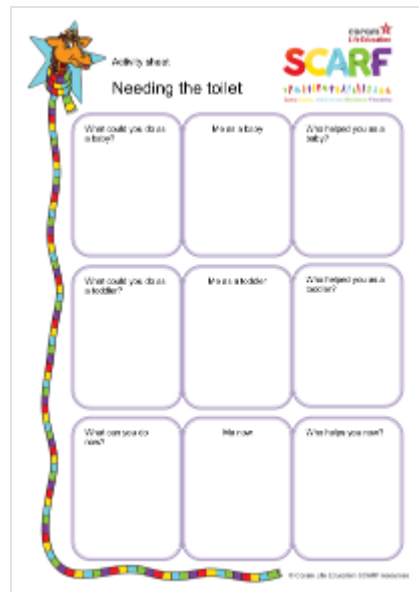 coram
Life Education
SCARF
Activity sheet
Needing the toilet
What could you do as
a baby?
Me as a baby
Who helped you as a
baby?
What could you do as
a toddler?
Me as a toddler
Who helped you as a
toddler?
What can you do
now?
Me now
Who helps you now?
© Coram Life Education SCARF resources